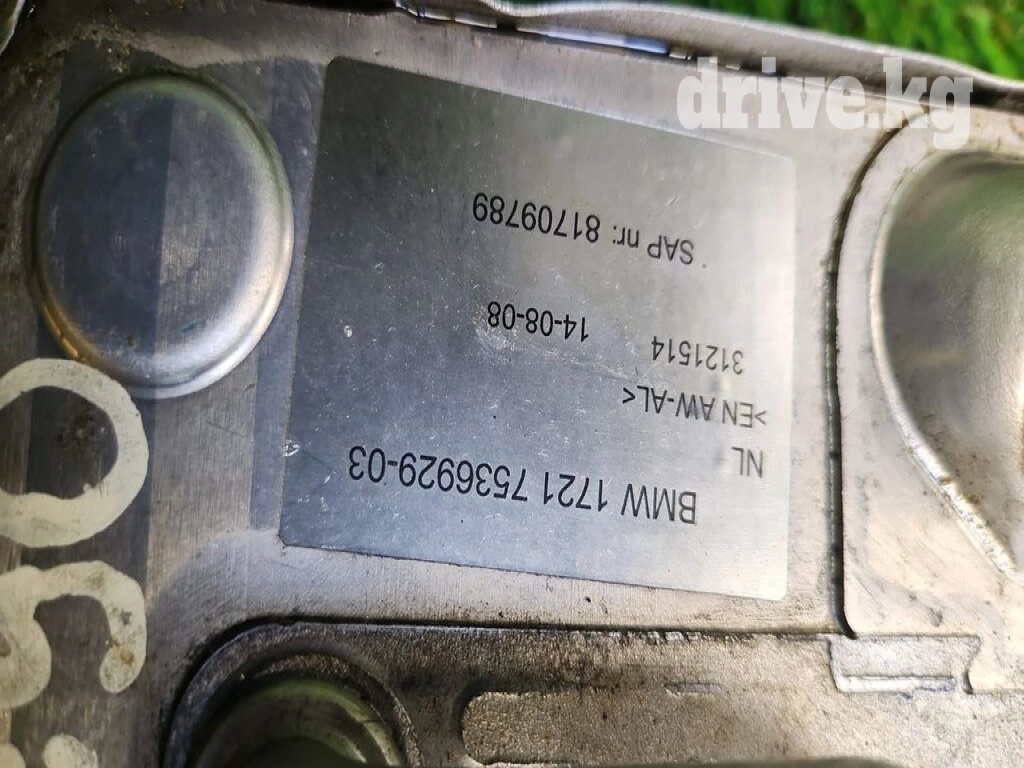 drive.kg
BMW 1721 7536929-03
NL
>EN AW-AL<
3121514 14-08-08
SAP nr: 81709789